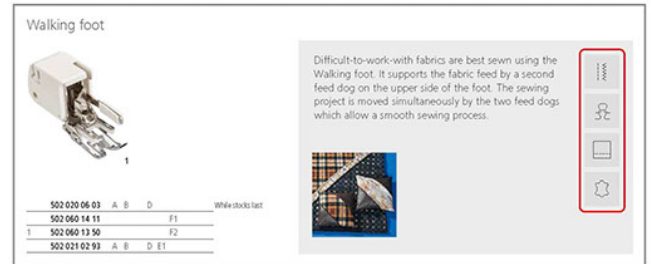 Walking foot
Difficult-to-work-with fabrics are best sewn using the
Walking foot. It supports the fabric feed by a second
feed dog on the upper side of the foot. The sewing
project is moved simultaneously by the two feed dogs
which allow a smooth sewing process.
1
502 020 06 03 A B D While stocks last
502 060 14 11 F1
1 502 060 13 50 F2
502 021 02 93 A B D E1